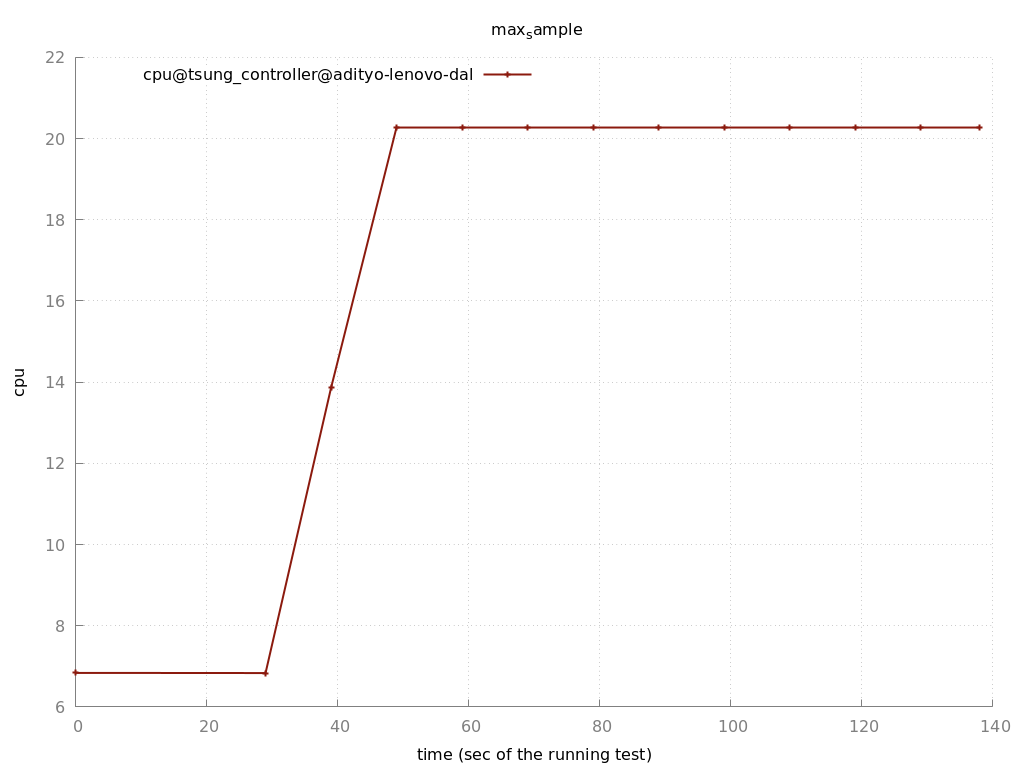 max_sample
22
cpu@tsung_controller@adityo-lenovo-dal
20
18
16
14
cpu
12
10
8
6
0 20 40 60 80 100 120 140
time (sec of the running test)